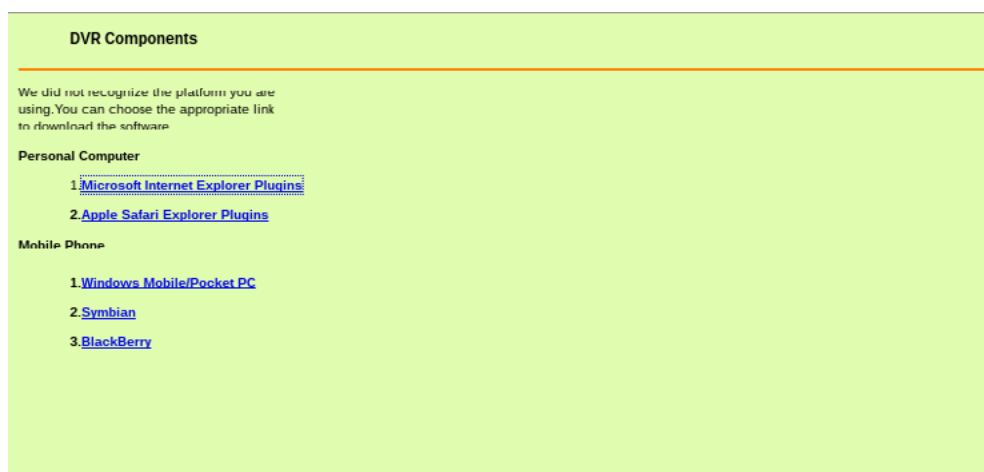 DVR Components
We did not recognize the platform you are
using.You can choose the appropriate link
to download the software
Personal Computer
1.Microsoft Internet Explorer Plugins
2.Apple Safari Explorer Plugins
Mobile Phone
1.Windows Mobile/Pocket PC
2.Symbian
3.BlackBerry